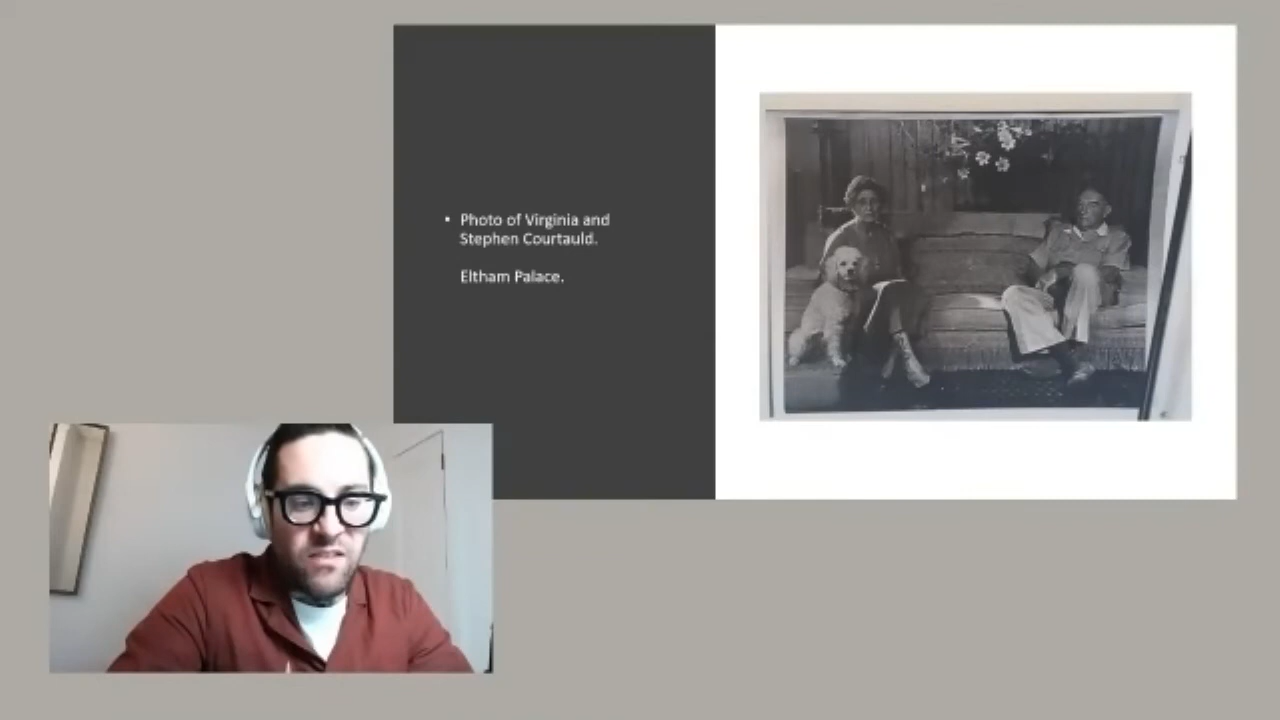 • Photo of Virginia and
Stephen Courtauld.
Eltham Palace.